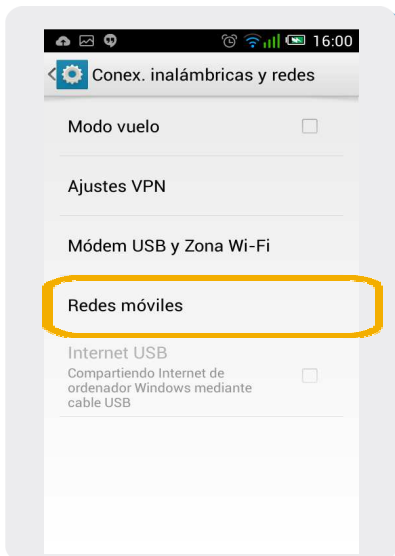 16:00
Conex. inalámbricas y redes
Modo vuelo
Ajustes VPN
Módem USB y Zona Wi-Fi
Redes móviles
Internet USB
Compartiendo Internet de
ordenador Windows mediante
cable USB